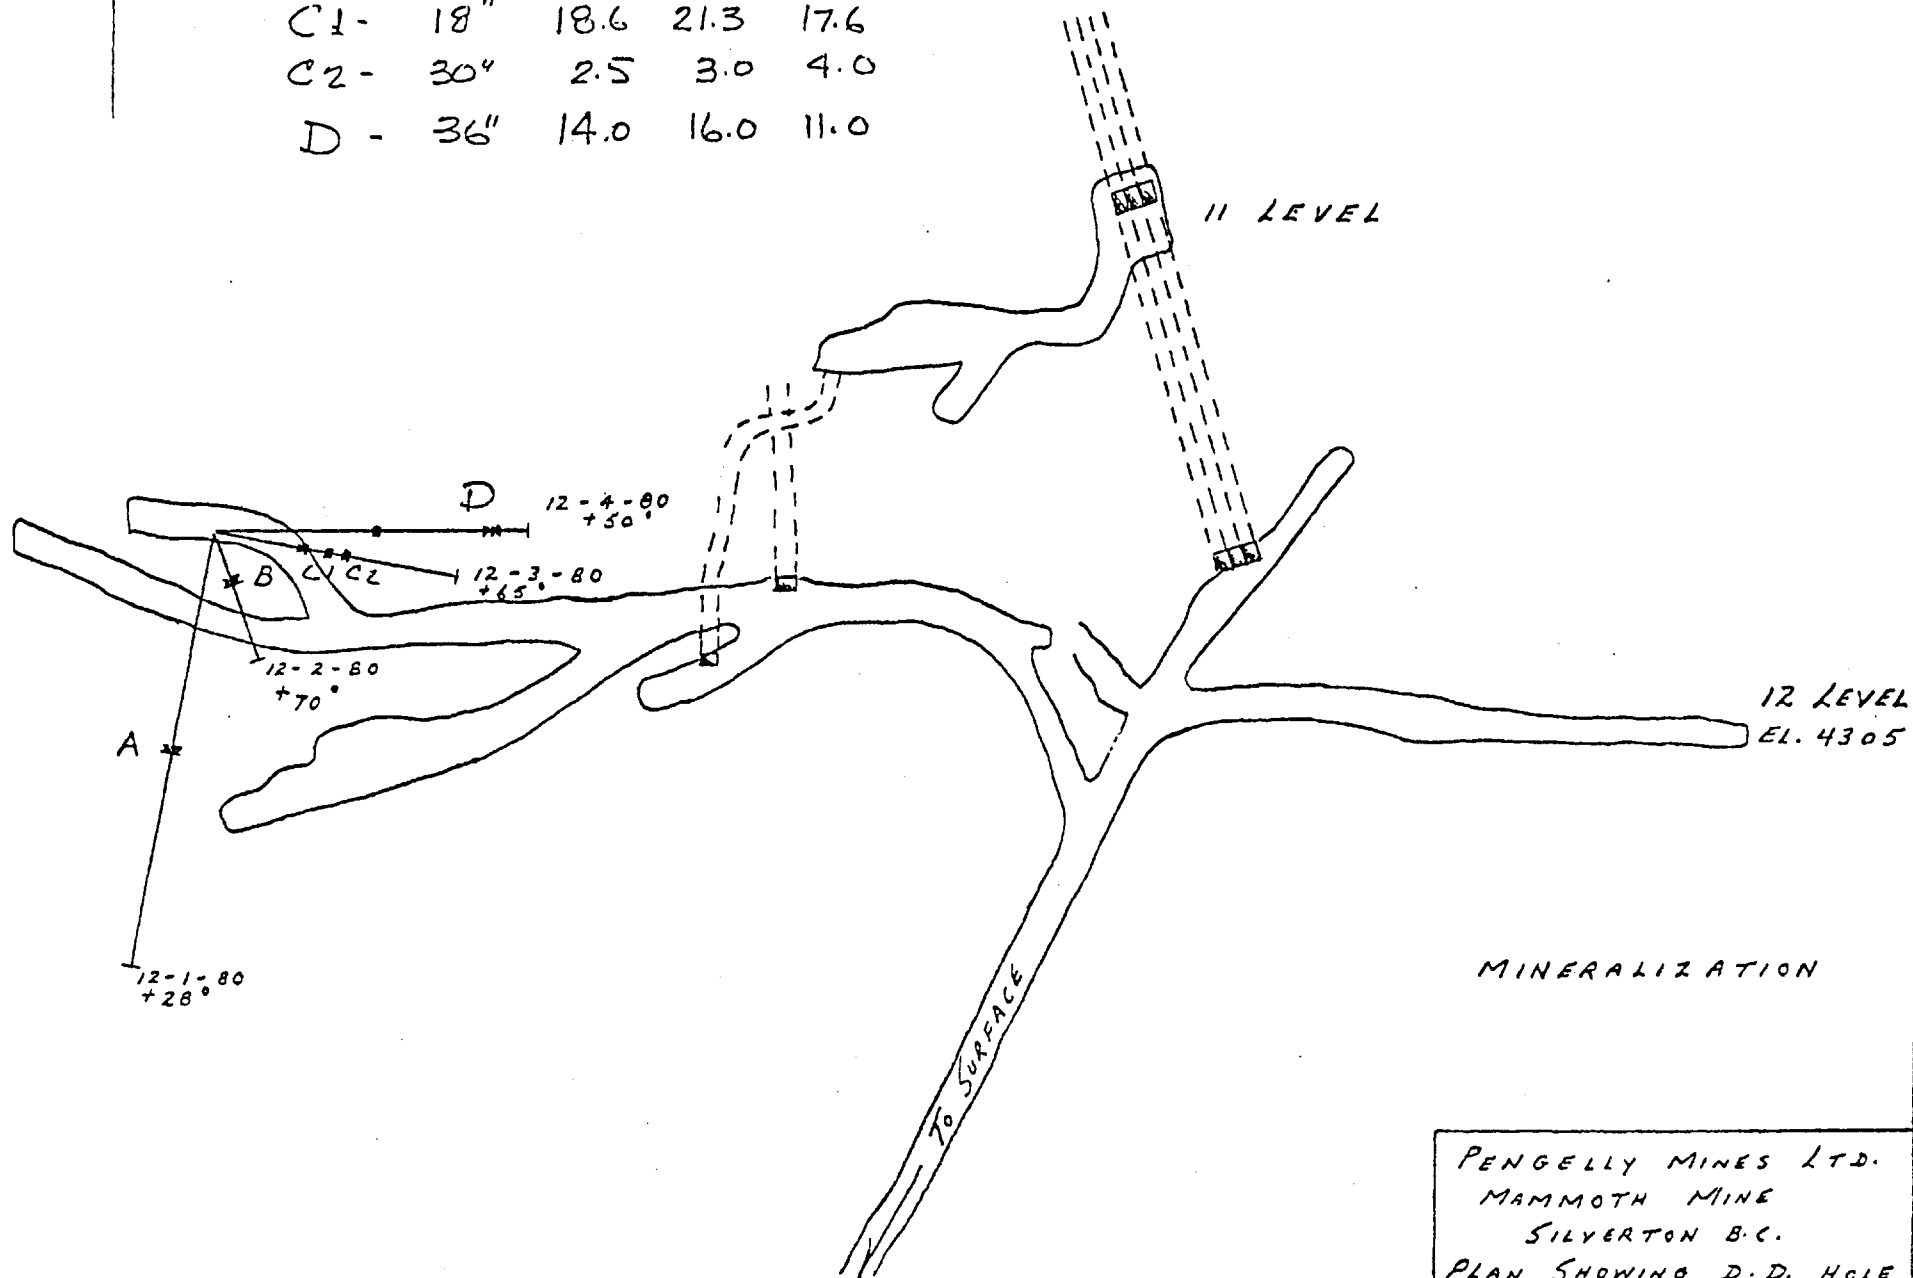 C1- 18" 18.6 21.3 17.6
C2- 30" 2.5 3.0 4.0
D - 36" 14.0 16.0 11.0
11 LEVEL
D
12-4-80
+50°
B
C1 C2
12-3-80
+65°
12-2-80
+70°
A
12 LEVEL
EL. 4305
12-1-80
+28°
MINERALIZATION
TO SURFACE
PENGELLY MINES LTD.
MAMMOTH MINE
SILVERTON B.C.
PLAN SHOWING D.D. HOLE